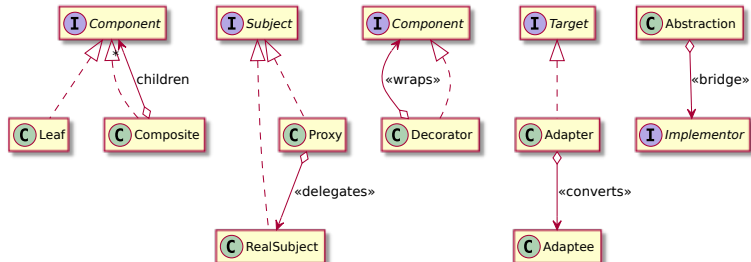 I Component
I Subject
I Component
I Target
C Abstraction
*
children
«wraps»
«bridge»
C Leaf
C Composite
C Proxy
C Decorator
C Adapter
I Implementor
«delegates»
«converts»
C RealSubject
C Adaptee